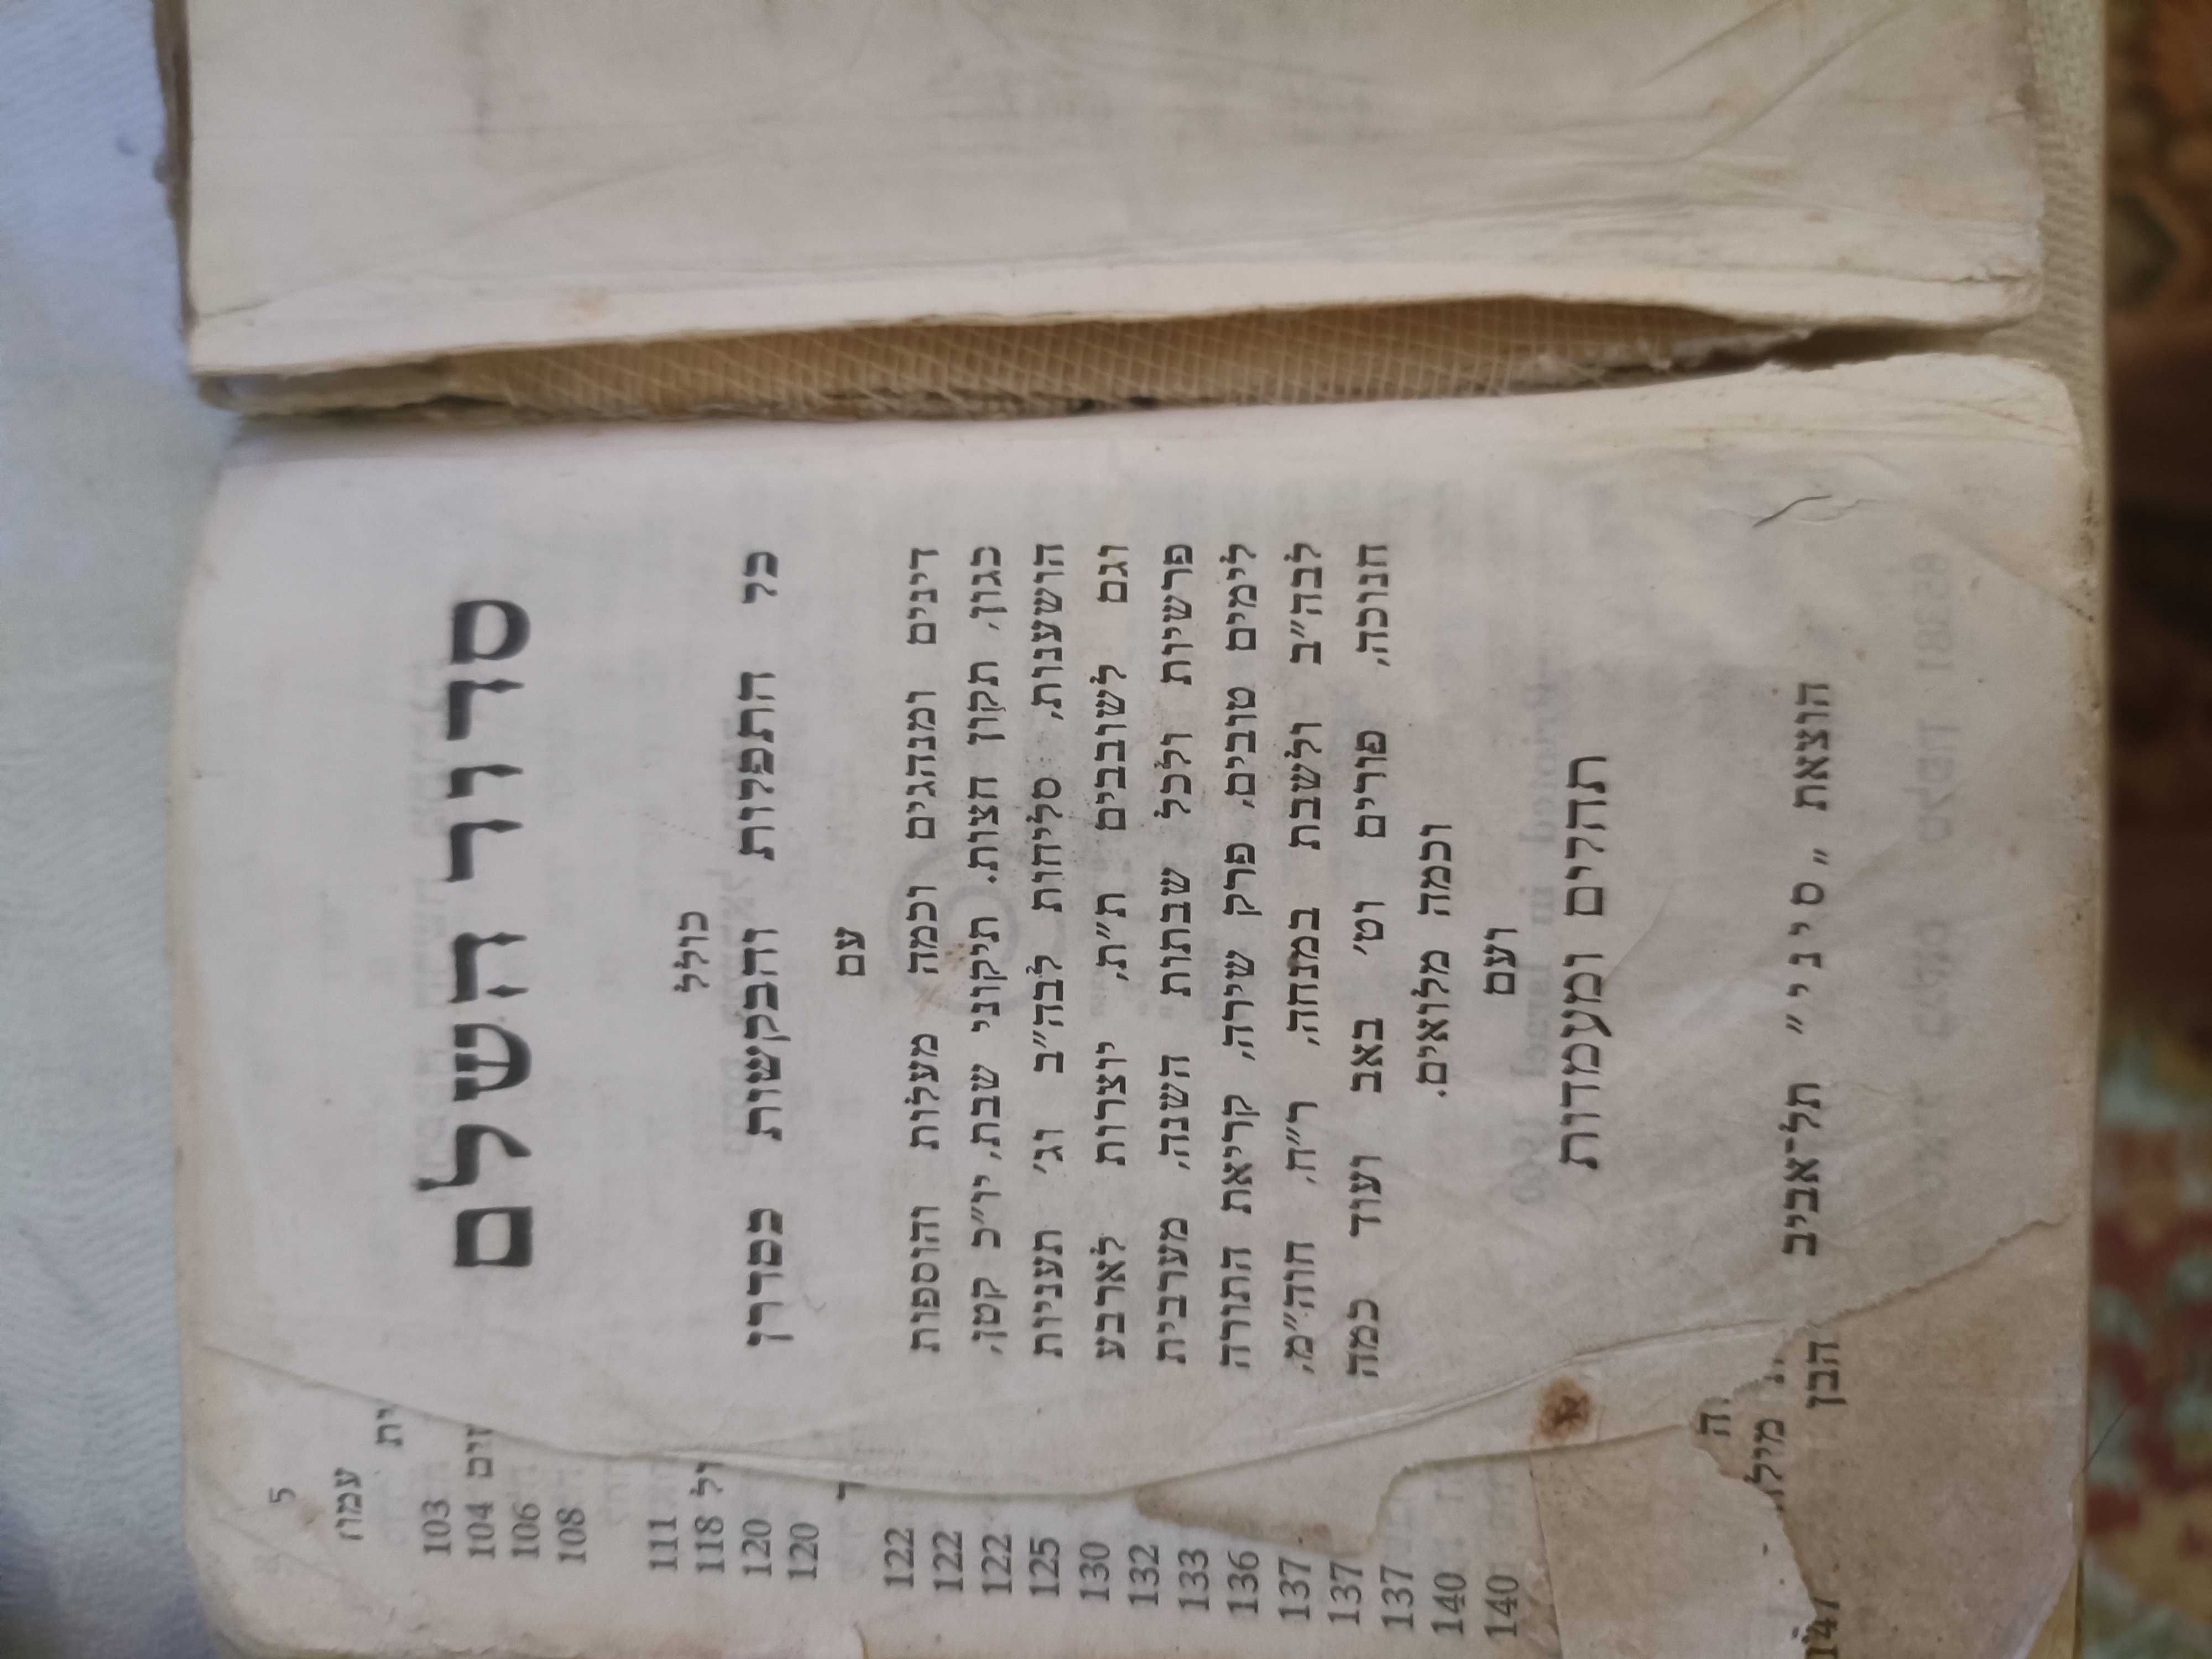 סדור השלם
כולל
כל התפלות והבקשות כסדרן
עם
דינים ומנהגים וכמה מעלות והוספות
כגון, תקון חצות. תיקוני שבת, יו״כ קטן,
הושענות, סליחות לבה״ב וג׳ תעניות
וגם לשובבים ת״ת, יוצרות לארבע
פרשיות ולכל שבתות השנה, מערבית
לימים טובים, פרק שירה, קריאת התורה
לבה״ב ולשבת במנחה, ר״ח, חוה״מ,
חנוכה, פורים וט׳ באב ועוד כמה
וכמה מלואים.
ועם
תהלים ומעמדות
הוצאת „סיני״ תל־אביב
5
עמוד
103
104
106
108
111
118
120
120
122
122
122
125
130
132
133
136
137
137
137
140
140
147